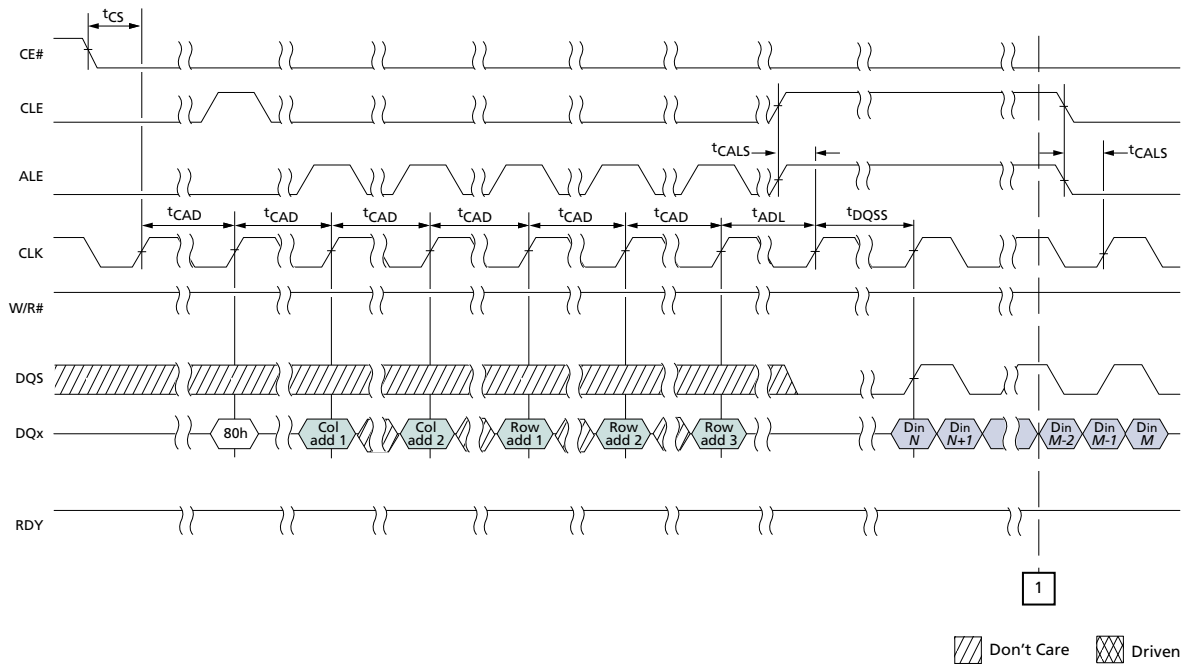 tCS
CE#
CLE
tCALS
tCALS
ALE
tCAD
tCAD
tCAD
tCAD
tCAD
tCAD
tADL
tDQSS
CLK
W/R#
DQS
DQx
80h
Col
add 1
Col
add 2
Row
add 1
Row
add 2
Row
add 3
Din
N
Din
N+1
Din
M-2
Din
M-1
Din
M
RDY
1
Don't Care
Driven